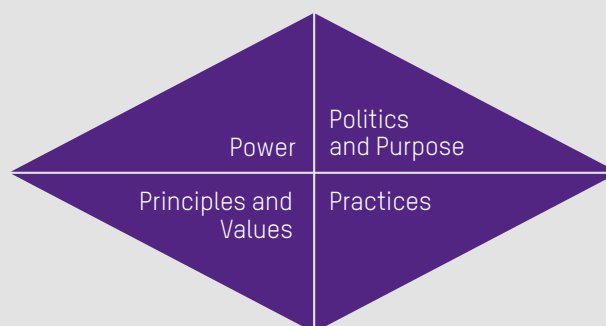 Power
Politics
and Purpose
Principles and
Values
Practices